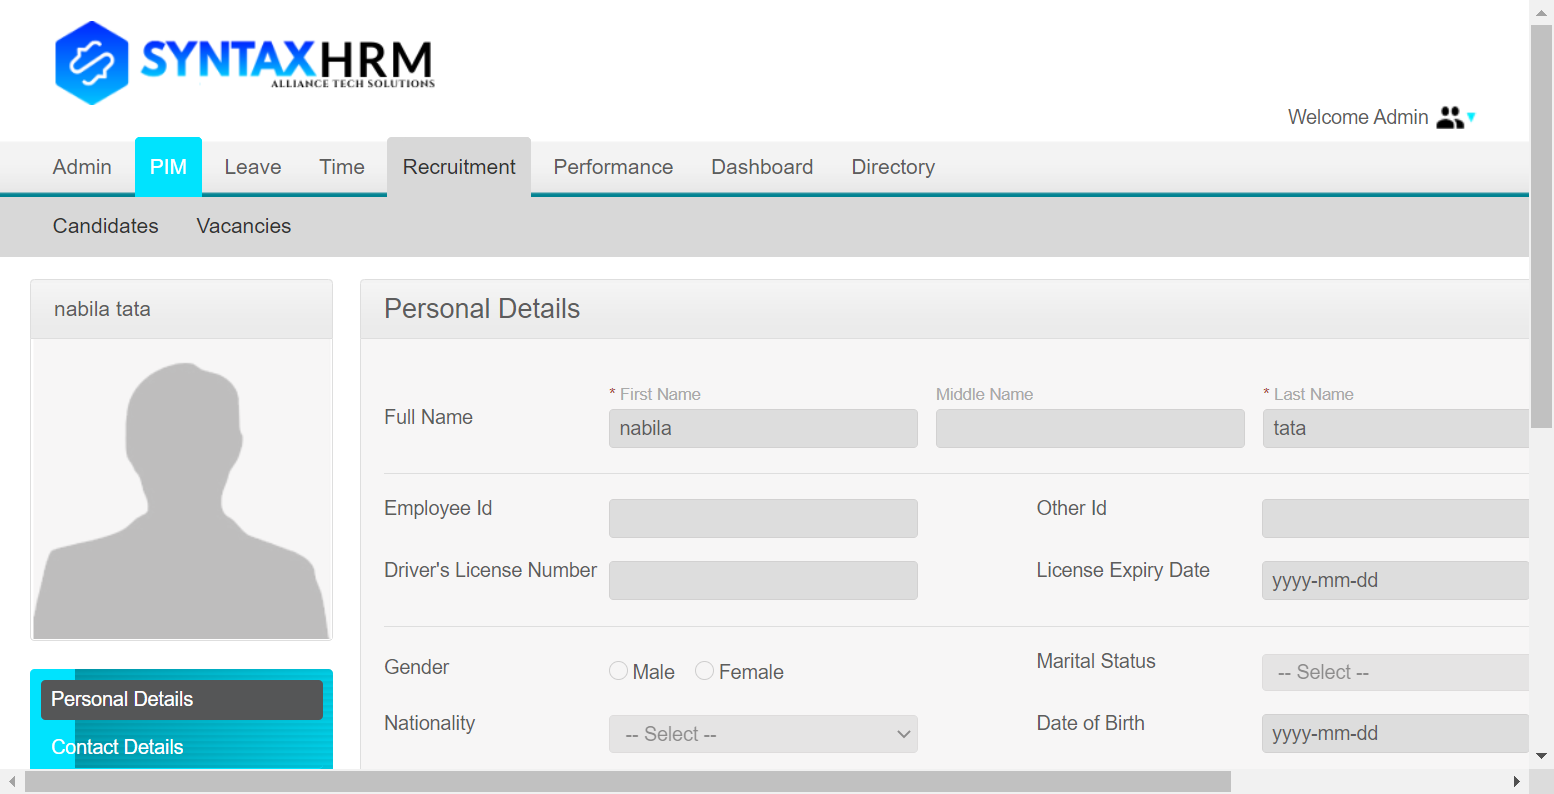 SYNTAXHRM
ALLIANCE TECH SOLUTIONS
Welcome Admin
Admin PIM Leave Time Recruitment Performance Dashboard Directory
Candidates Vacancies
nabila tata
Personal Details
Full Name
* First Name Middle Name * Last Name
nabila tata
Employee Id Other Id
Driver's License Number License Expiry Date yyyy-mm-dd
Gender Male Female Marital Status -- Select --
Nationality -- Select -- Date of Birth yyyy-mm-dd
Personal Details
Contact Details